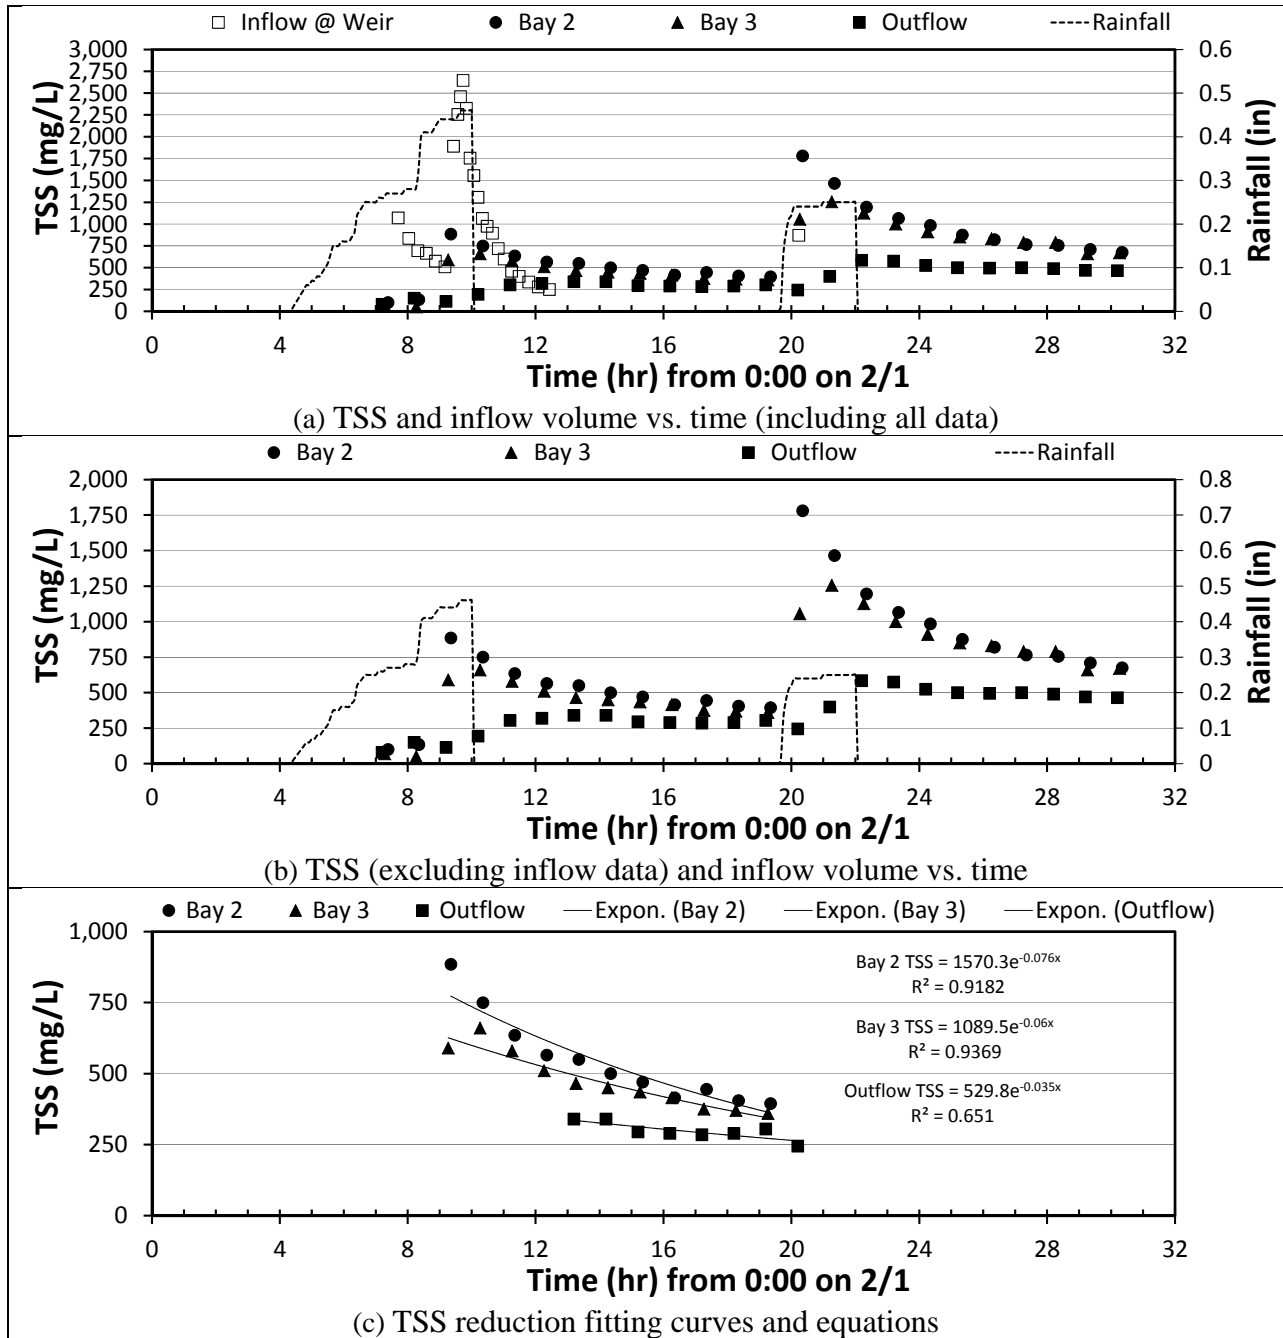 Inflow @ Weir Bay 2 Bay 3 Outflow Rainfall
TSS (mg/L)
3,000
2,750
2,500
2,250
2,000
1,750
1,500
1,250
1,000
750
500
250
0
0.6
0.5
0.4
0.3
0.2
0.1
0
Rainfall (in)
0 4 8 12 16 20 24 28 32
Time (hr) from 0:00 on 2/1
(a) TSS and inflow volume vs. time (including all data)
Bay 2 Bay 3 Outflow Rainfall
TSS (mg/L)
2,000
1,750
1,500
1,250
1,000
750
500
250
0
0.8
0.7
0.6
0.5
0.4
0.3
0.2
0.1
0
Rainfall (in)
0 4 8 12 16 20 24 28 32
Time (hr) from 0:00 on 2/1
(b) TSS (excluding inflow data) and inflow volume vs. time
Bay 2 Bay 3 Outflow Expon. (Bay 2) Expon. (Bay 3) Expon. (Outflow)
TSS (mg/L)
1,000
750
500
250
0
Bay 2 TSS = 1570.3e^-0.076x
R² = 0.9182
Bay 3 TSS = 1089.5e^-0.06x
R² = 0.9369
Outflow TSS = 529.8e^-0.035x
R² = 0.651
0 4 8 12 16 20 24 28 32
Time (hr) from 0:00 on 2/1
(c) TSS reduction fitting curves and equations